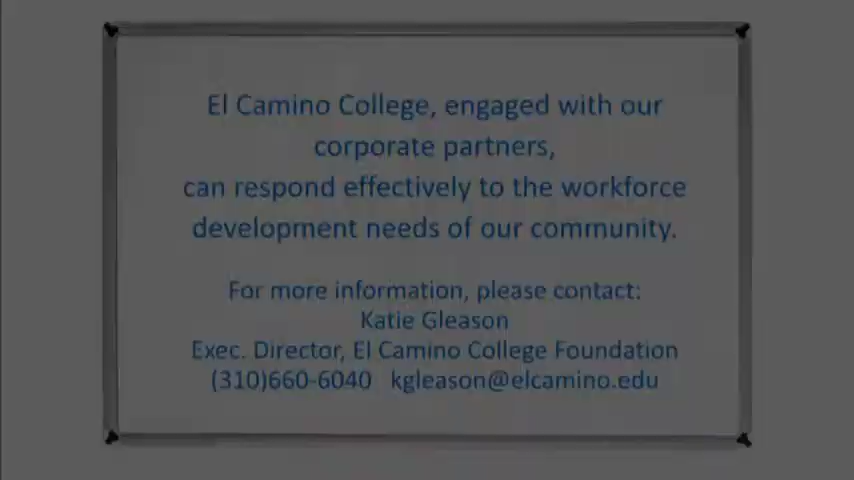 El Camino College, engaged with our
corporate partners,
can respond effectively to the workforce
development needs of our community.
For more information, please contact:
Katie Gleason
Exec. Director, El Camino College Foundation
(310)660-6040 kgleason@elcamino.edu